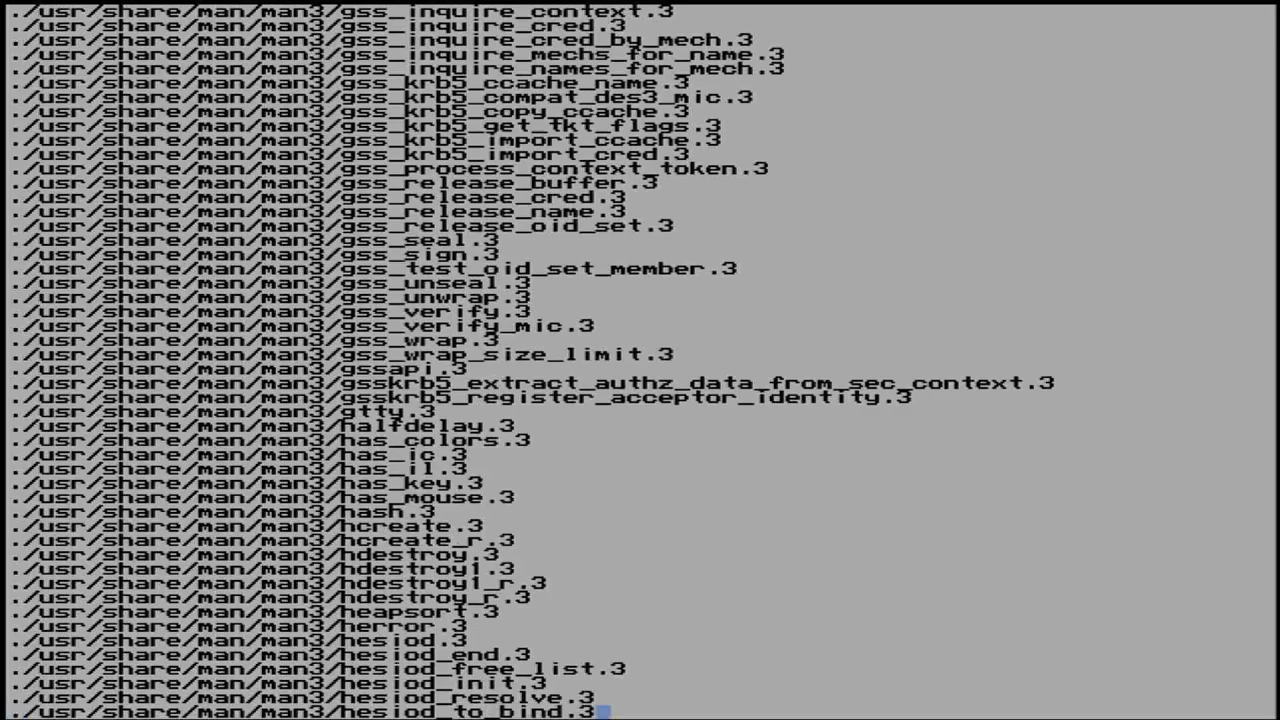 ./usr/share/man/man3/gss_inquire_context.3
./usr/share/man/man3/gss_inquire_cred.3
./usr/share/man/man3/gss_inquire_cred_by_mech.3
./usr/share/man/man3/gss_inquire_mechs_for_name.3
./usr/share/man/man3/gss_inquire_names_for_mech.3
./usr/share/man/man3/gss_krb5_ccache_name.3
./usr/share/man/man3/gss_krb5_compat_des3_mic.3
./usr/share/man/man3/gss_krb5_copy_ccache.3
./usr/share/man/man3/gss_krb5_get_tkt_flags.3
./usr/share/man/man3/gss_krb5_import_ccache.3
./usr/share/man/man3/gss_krb5_import_cred.3
./usr/share/man/man3/gss_process_context_token.3
./usr/share/man/man3/gss_release_buffer.3
./usr/share/man/man3/gss_release_cred.3
./usr/share/man/man3/gss_release_name.3
./usr/share/man/man3/gss_release_oid_set.3
./usr/share/man/man3/gss_seal.3
./usr/share/man/man3/gss_sign.3
./usr/share/man/man3/gss_test_oid_set_member.3
./usr/share/man/man3/gss_unseal.3
./usr/share/man/man3/gss_unwrap.3
./usr/share/man/man3/gss_verify.3
./usr/share/man/man3/gss_verify_mic.3
./usr/share/man/man3/gss_wrap.3
./usr/share/man/man3/gss_wrap_size_limit.3
./usr/share/man/man3/gssapi.3
./usr/share/man/man3/gsskrb5_extract_authz_data_from_sec_context.3
./usr/share/man/man3/gsskrb5_register_acceptor_identity.3
./usr/share/man/man3/gtty.3
./usr/share/man/man3/halfdelay.3
./usr/share/man/man3/has_colors.3
./usr/share/man/man3/has_ic.3
./usr/share/man/man3/has_il.3
./usr/share/man/man3/has_key.3
./usr/share/man/man3/has_mouse.3
./usr/share/man/man3/hash.3
./usr/share/man/man3/hcreate.3
./usr/share/man/man3/hcreate_r.3
./usr/share/man/man3/hdestroy.3
./usr/share/man/man3/hdestroy1.3
./usr/share/man/man3/hdestroy1_r.3
./usr/share/man/man3/hdestroy_r.3
./usr/share/man/man3/heapsort.3
./usr/share/man/man3/herror.3
./usr/share/man/man3/hesiod.3
./usr/share/man/man3/hesiod_end.3
./usr/share/man/man3/hesiod_free_list.3
./usr/share/man/man3/hesiod_init.3
./usr/share/man/man3/hesiod_resolve.3
./usr/share/man/man3/hesiod_to_bind.3